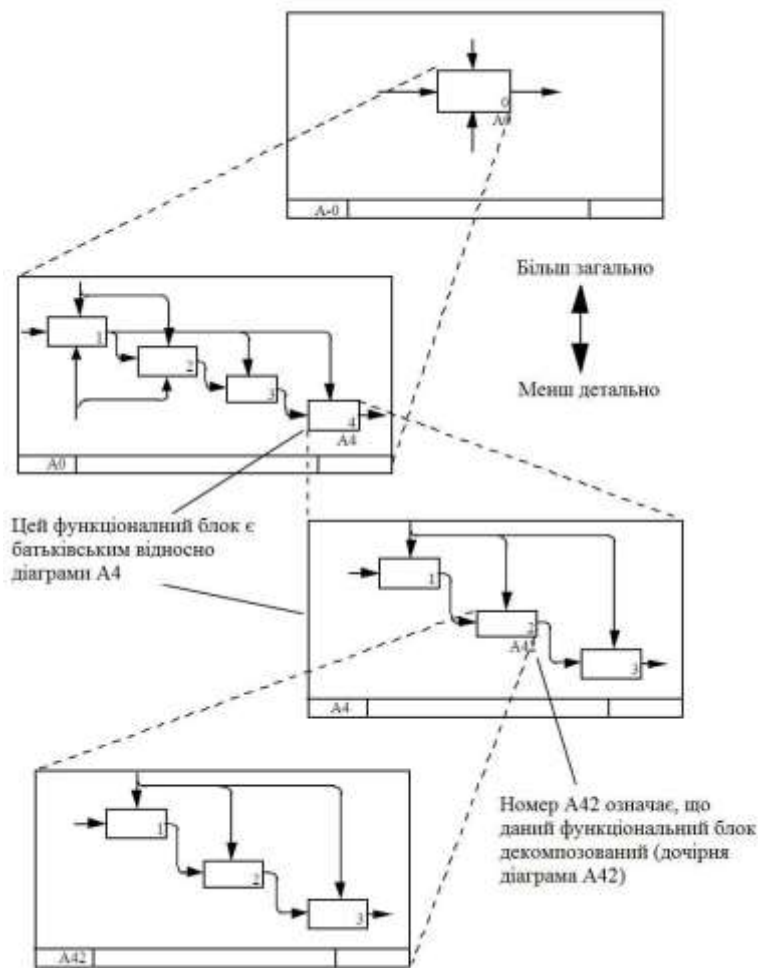 0
A0
A-0
Більш загально
Менш детально
1
2
3
4
A4
A0
Цей функціоналний блок є
батьківським відносно
діаграми А4
1
2
A42
3
A4
Номер А42 означає, що
даний функціональний блок
декомпозований (дочірня
діаграма А42)
1
2
3
A42